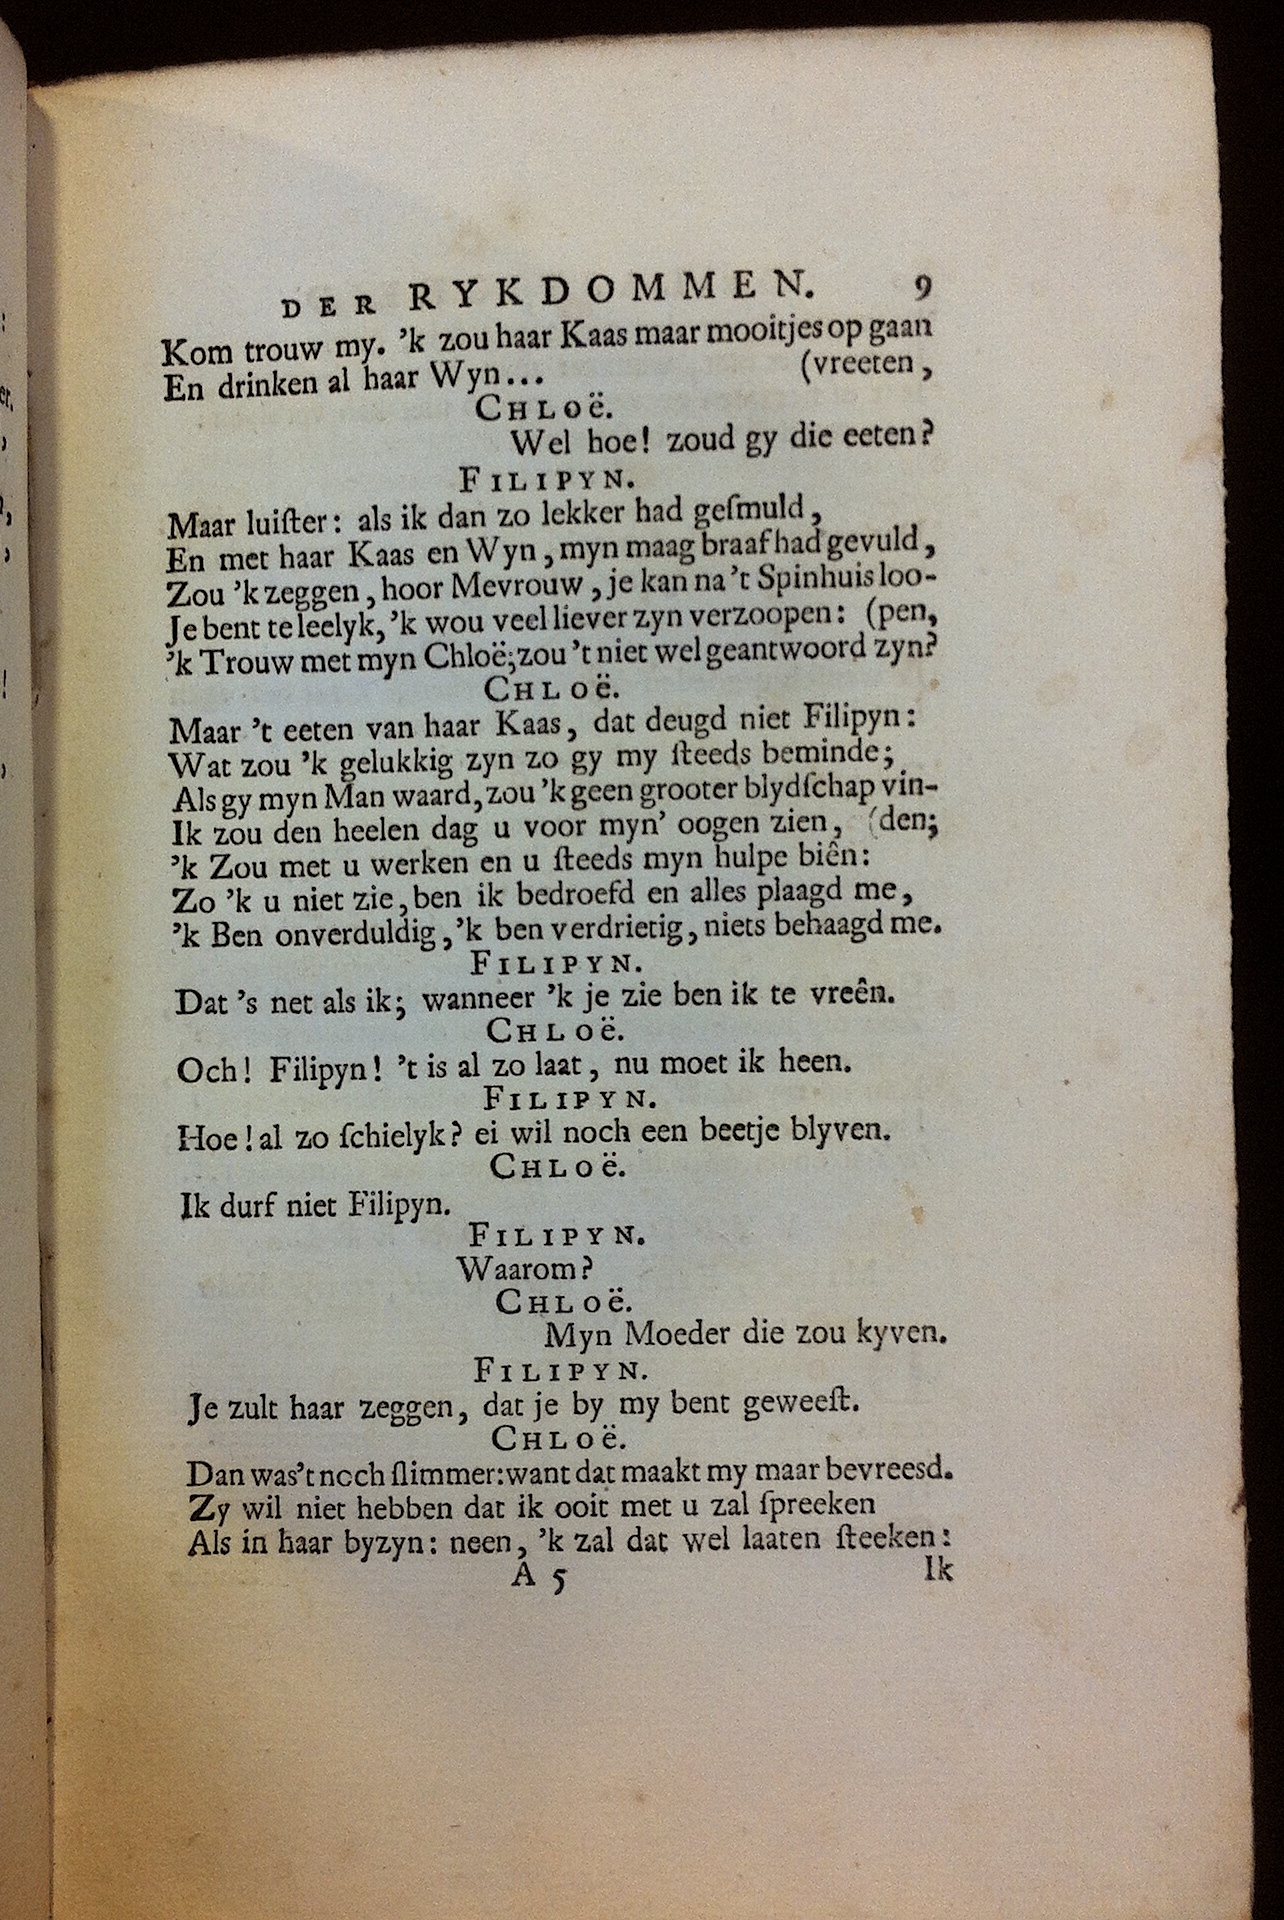 DER RYKDOMMEN. 9
Kom trouw my. ’k zou haar Kaas maar mooitjes op gaan
En drinken al haar Wyn... (vreeten,
CHLOë.
Wel hoe! zoud gy die eeten?
FILIPYN.
Maar luiſter: als ik dan zo lekker had geſmuld,
En met haar Kaas en Wyn, myn maag braaf had gevuld,
Zou ’k zeggen, hoor Mevrouw, je kan na ’t Spinhuis loo-
Je bent te leelyk, ’k wou veel liever zyn verzoopen: (pen,
’k Trouw met myn Chloë; zou ’t niet wel geantwoord zyn?
CHLOë.
Maar ’t eeten van haar Kaas, dat deugd niet Filipyn:
Wat zou ’k gelukkig zyn zo gy my ſteeds beminde;
Als gy myn Man waard, zou ’k geen grooter blydſchap vin-
Ik zou den heelen dag u voor myn’ oogen zien, (den;
’k Zou met u werken en u ſteeds myn hulpe biên:
Zo ’k u niet zie, ben ik bedroefd en alles plaagd me,
’k Ben onverduldig, ’k ben verdrietig, niets behaagd me.
FILIPYN.
Dat ’s net als ik; wanneer ’k je zie ben ik te vreên.
CHLOë.
Och! Filipyn! ’t is al zo laat, nu moet ik heen.
FILIPYN.
Hoe! al zo ſchielyk? ei wil noch een beetje blyven.
CHLOë.
Ik durf niet Filipyn.
FILIPYN.
Waarom?
CHLOë.
Myn Moeder die zou kyven.
FILIPYN.
Je zult haar zeggen, dat je by my bent geweeſt.
CHLOë.
Dan was’t noch ſlimmer: want dat maakt my maar bevreesd.
Zy wil niet hebben dat ik ooit met u zal ſpreeken
Als in haar byzyn: neen, ’k zal dat wel laaten ſteeken:
A 5 Ik